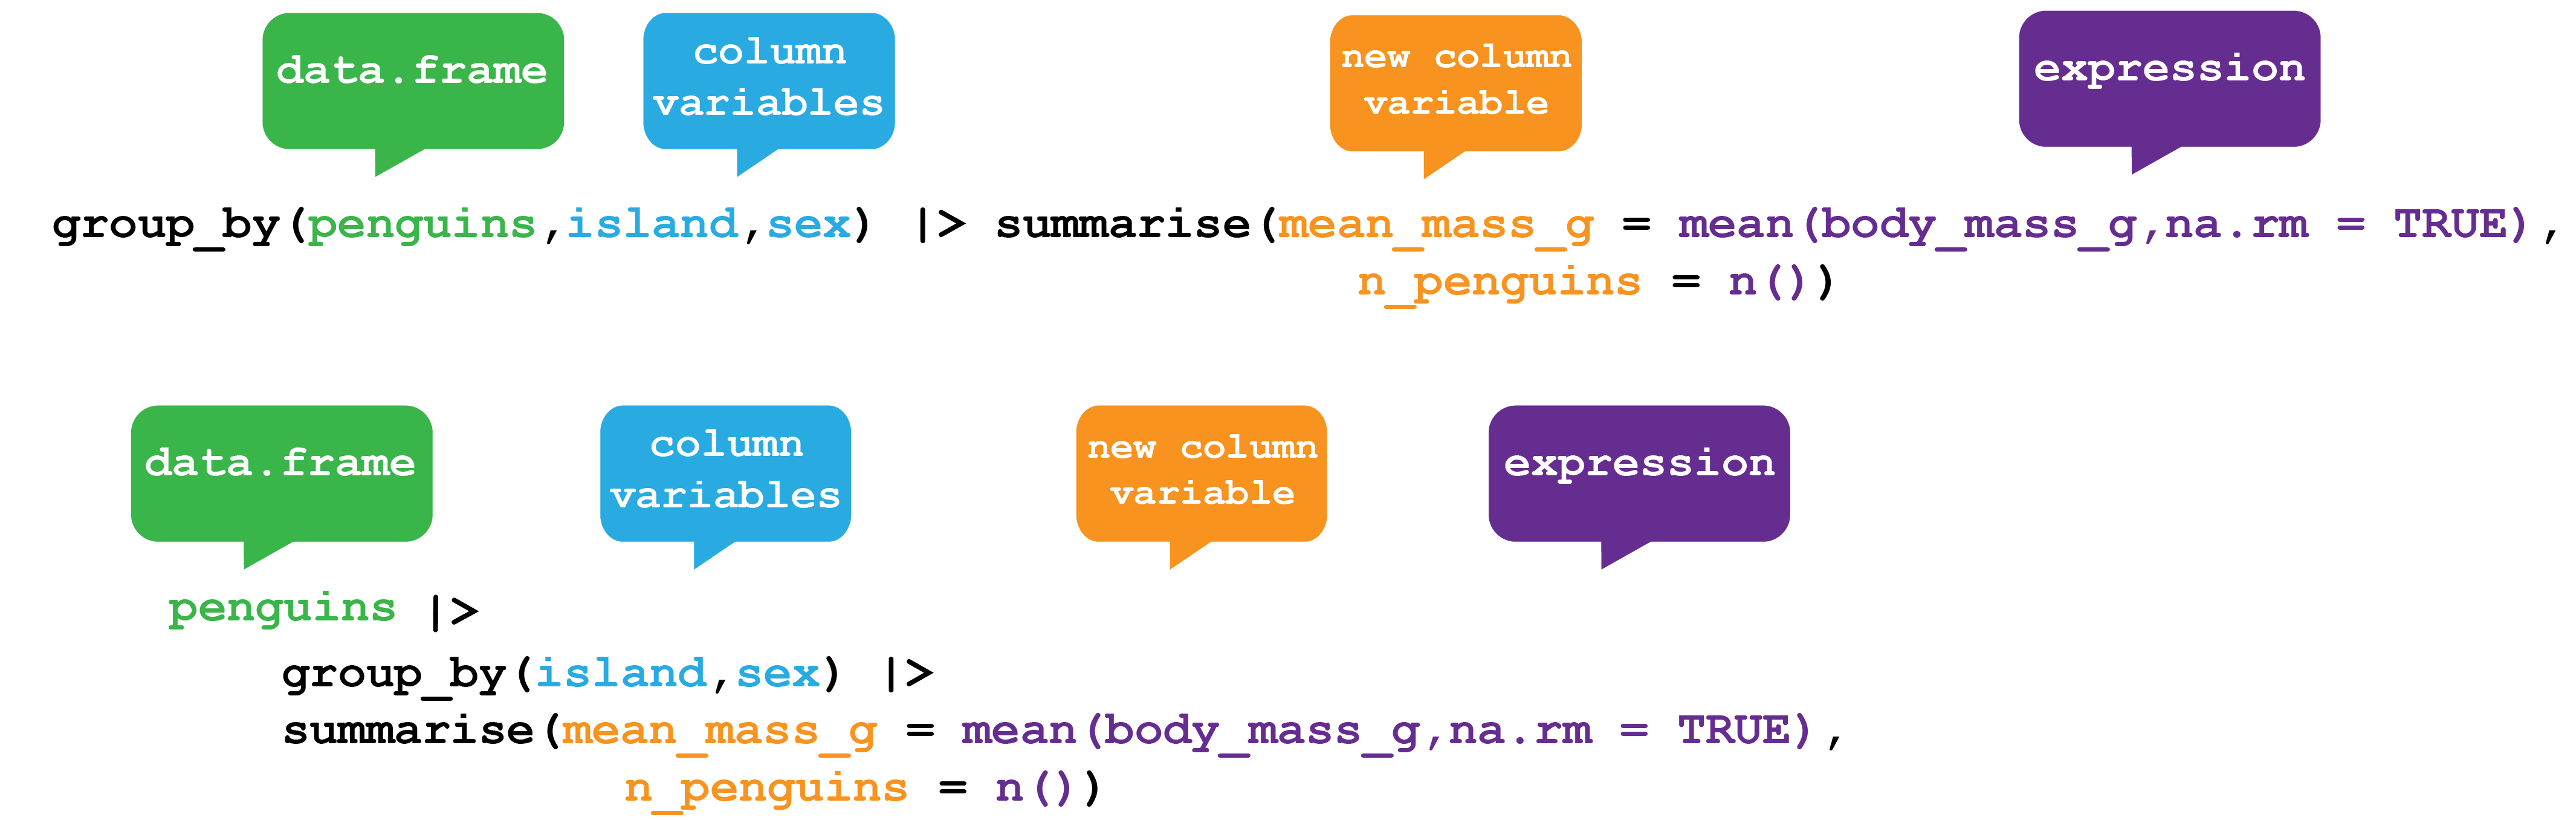 data.frame
column
variables
new column
variable
expression
group_by(penguins,island,sex) |> summarise(mean_mass_g = mean(body_mass_g,na.rm = TRUE),
n_penguins = n())
data.frame
column
variables
new column
variable
expression
penguins |>
group_by(island,sex) |>
summarise(mean_mass_g = mean(body_mass_g,na.rm = TRUE),
n_penguins = n())